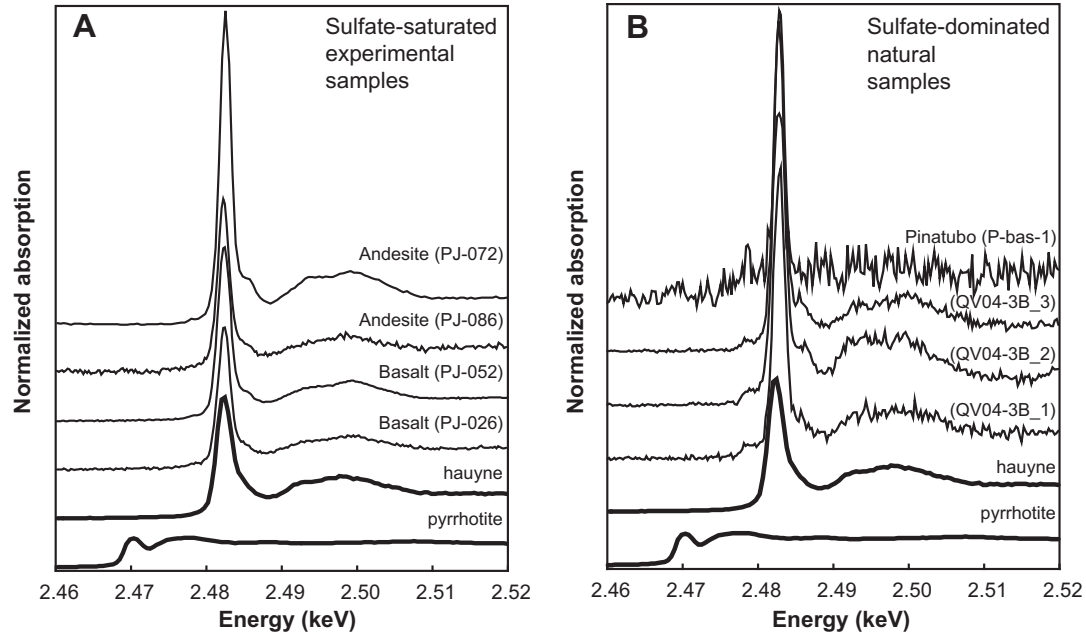 A
Sulfate-saturated
experimental
samples
Normalized absorption
Andesite (PJ-072)
Andesite (PJ-086)
Basalt (PJ-052)
Basalt (PJ-026)
hauyne
pyrrhotite
2.46 2.47 2.48 2.49 2.50 2.51 2.52
Energy (keV)
B
Sulfate-dominated
natural
samples
Normalized absorption
Pinatubo (P-bas-1)
(QV04-3B_3)
(QV04-3B_2)
(QV04-3B_1)
hauyne
pyrrhotite
2.46 2.47 2.48 2.49 2.50 2.51 2.52
Energy (keV)